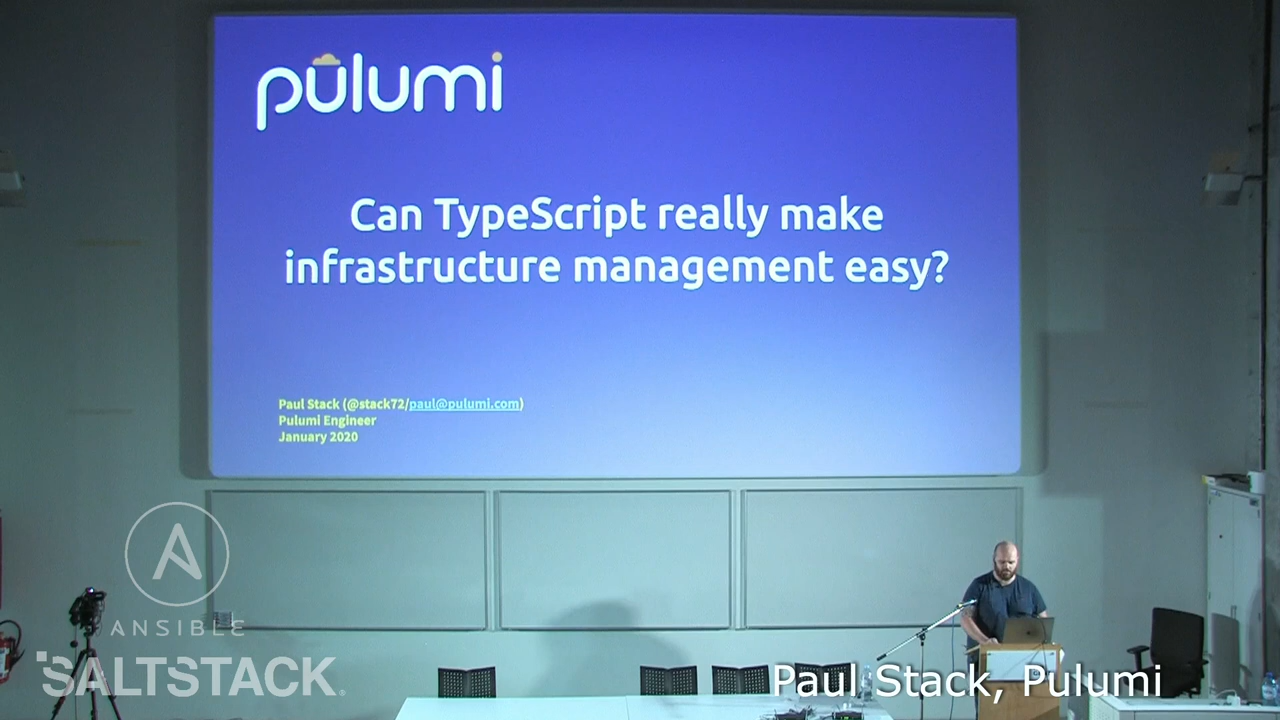 pulumi
Can TypeScript really make
infrastructure management easy?
Paul Stack (@stack72/paul@pulumi.com)
Pulumi Engineer
January 2020
ANSIBLE
SALTSTACK®
Paul Stack, Pulumi